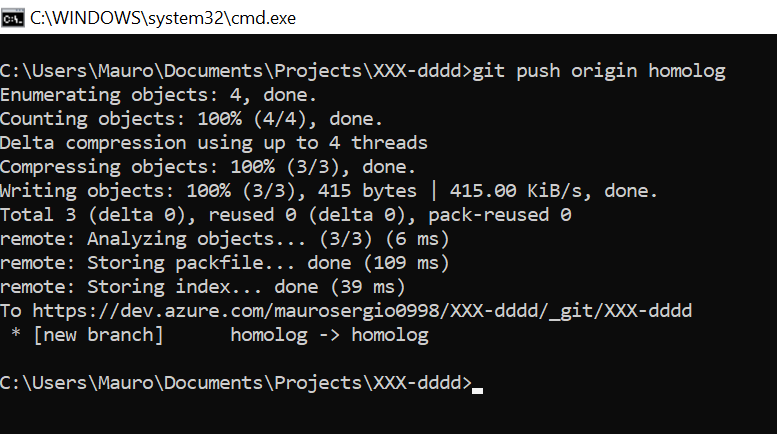 C:\WINDOWS\system32\cmd.exe
C:\Users\Mauro\Documents\Projects\XXX-dddd>git push origin homolog
Enumerating objects: 4, done.
Counting objects: 100% (4/4), done.
Delta compression using up to 4 threads
Compressing objects: 100% (3/3), done.
Writing objects: 100% (3/3), 415 bytes | 415.00 KiB/s, done.
Total 3 (delta 0), reused 0 (delta 0), pack-reused 0
remote: Analyzing objects... (3/3) (6 ms)
remote: Storing packfile... done (109 ms)
remote: Storing index... done (39 ms)
To https://dev.azure.com/maurosergio0998/XXX-dddd/_git/XXX-dddd
 * [new branch]      homolog -> homolog
C:\Users\Mauro\Documents\Projects\XXX-dddd>